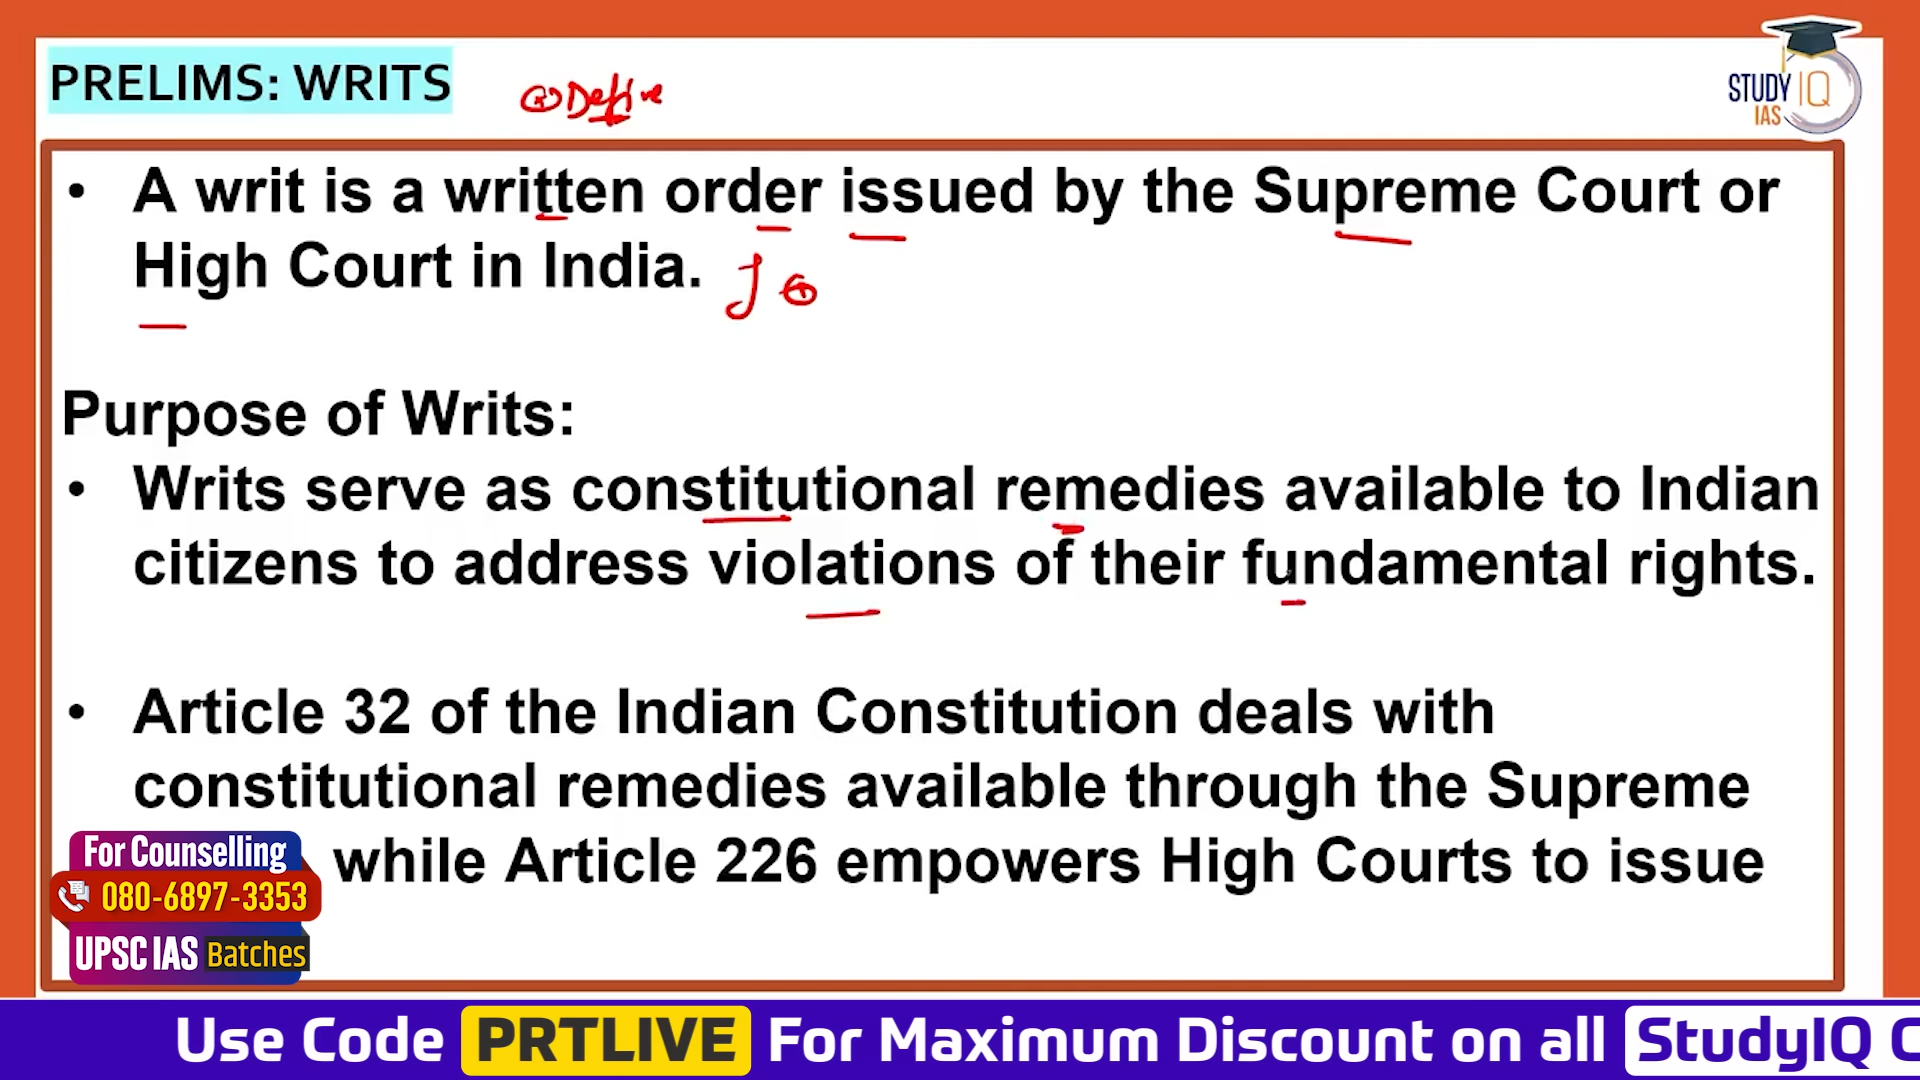 PRELIMS: WRITS
Define
STUDY IQ
IAS
• A writ is a written order issued by the Supreme Court or
High Court in India.
Purpose of Writs:
• Writs serve as constitutional remedies available to Indian
citizens to address violations of their fundamental rights.
• Article 32 of the Indian Constitution deals with
constitutional remedies available through the Supreme
while Article 226 empowers High Courts to issue
For Counselling
080-6897-3353
UPSC IAS Batches
Use Code PRTLIVE For Maximum Discount on all StudyIQ C